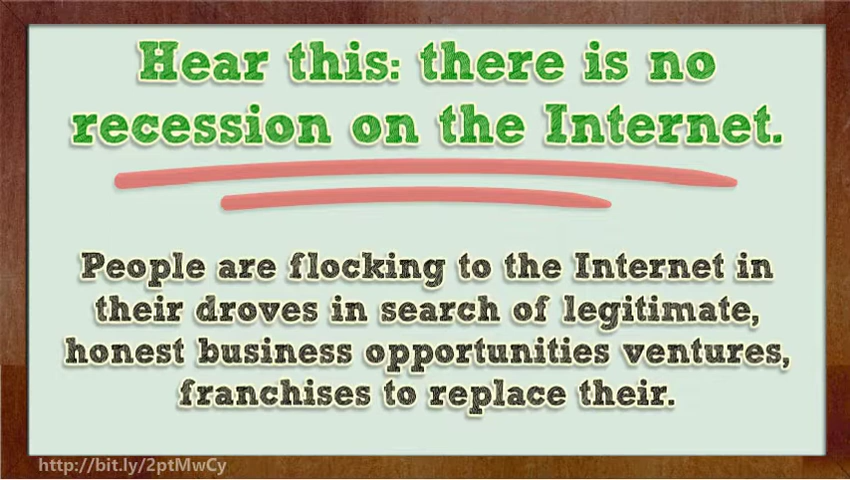 Hear this: there is no
recession on the Internet.
People are flocking to the Internet in
their droves in search of legitimate,
honest business opportunities ventures,
franchises to replace their.
http://bit.ly/2ptMwCy